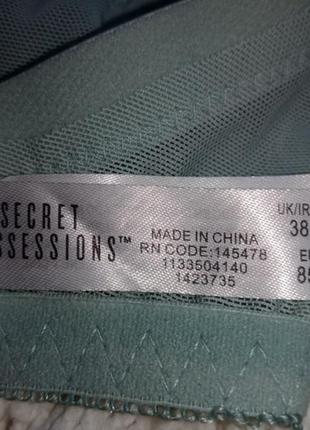 SECRET
SSESSIONS™
MADE IN CHINA
RN CODE:145478
1133504140
1423735
UK/IR
38
E
85